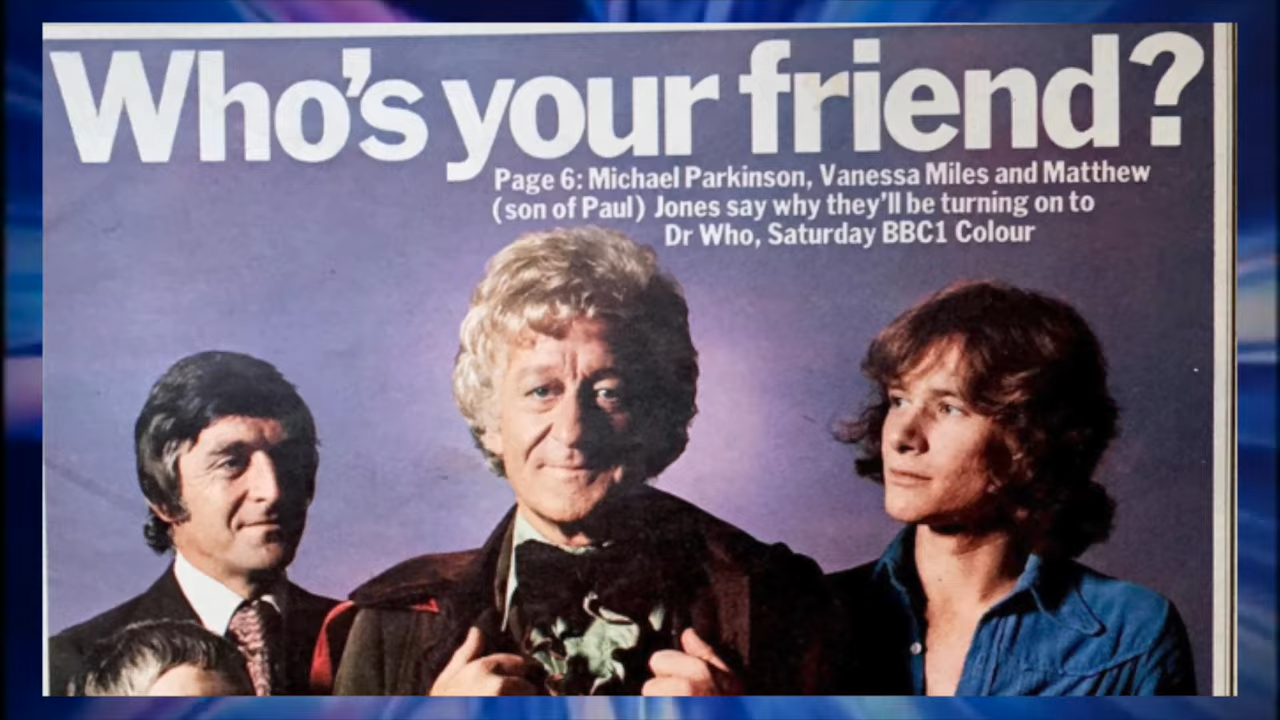 Who's your friend?
Page 6: Michael Parkinson, Vanessa Miles and Matthew
(son of Paul) Jones say why they'll be turning on to
Dr Who, Saturday BBC1 Colour